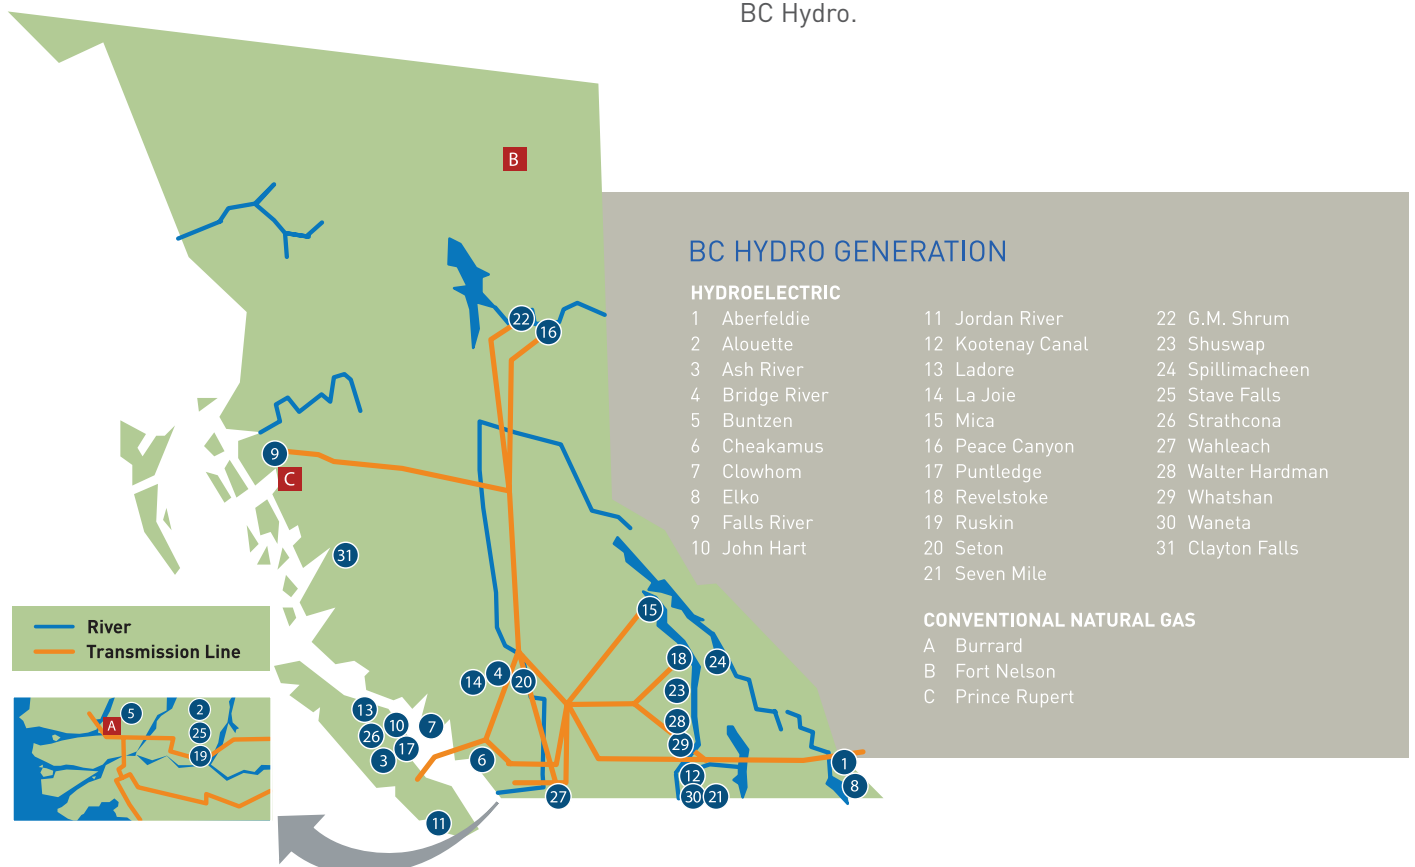 BC Hydro.
B
22
16
9
C
31
15
18
24
14
4
20
23
13
10
7
26
17
3
28
29
6
12
1
8
27
30
21
11
River
Transmission Line
A
5
2
25
19
BC HYDRO GENERATION
HYDROELECTRIC
1 Aberfeldie
2 Alouette
3 Ash River
4 Bridge River
5 Buntzen
6 Cheakamus
7 Clowhom
8 Elko
9 Falls River
10 John Hart
11 Jordan River
12 Kootenay Canal
13 Ladore
14 La Joie
15 Mica
16 Peace Canyon
17 Puntledge
18 Revelstoke
19 Ruskin
20 Seton
21 Seven Mile
22 G.M. Shrum
23 Shuswap
24 Spillimacheen
25 Stave Falls
26 Strathcona
27 Wahleach
28 Walter Hardman
29 Whatshan
30 Waneta
31 Clayton Falls
CONVENTIONAL NATURAL GAS
A Burrard
B Fort Nelson
C Prince Rupert